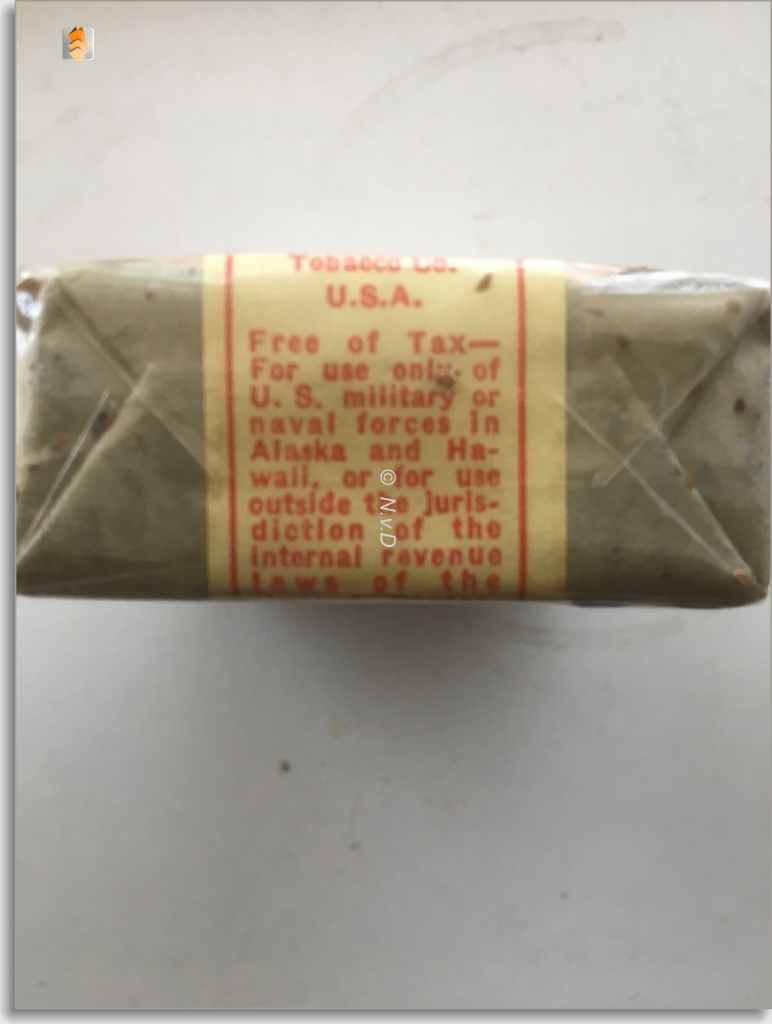 Tobacco Co.
U.S.A.
Free of Tax—
For use only of
U. S. military or
naval forces in
Alaska and Ha-
waii, or for use
outside the juris-
diction of the
internal revenue
laws of the
© N.v.D